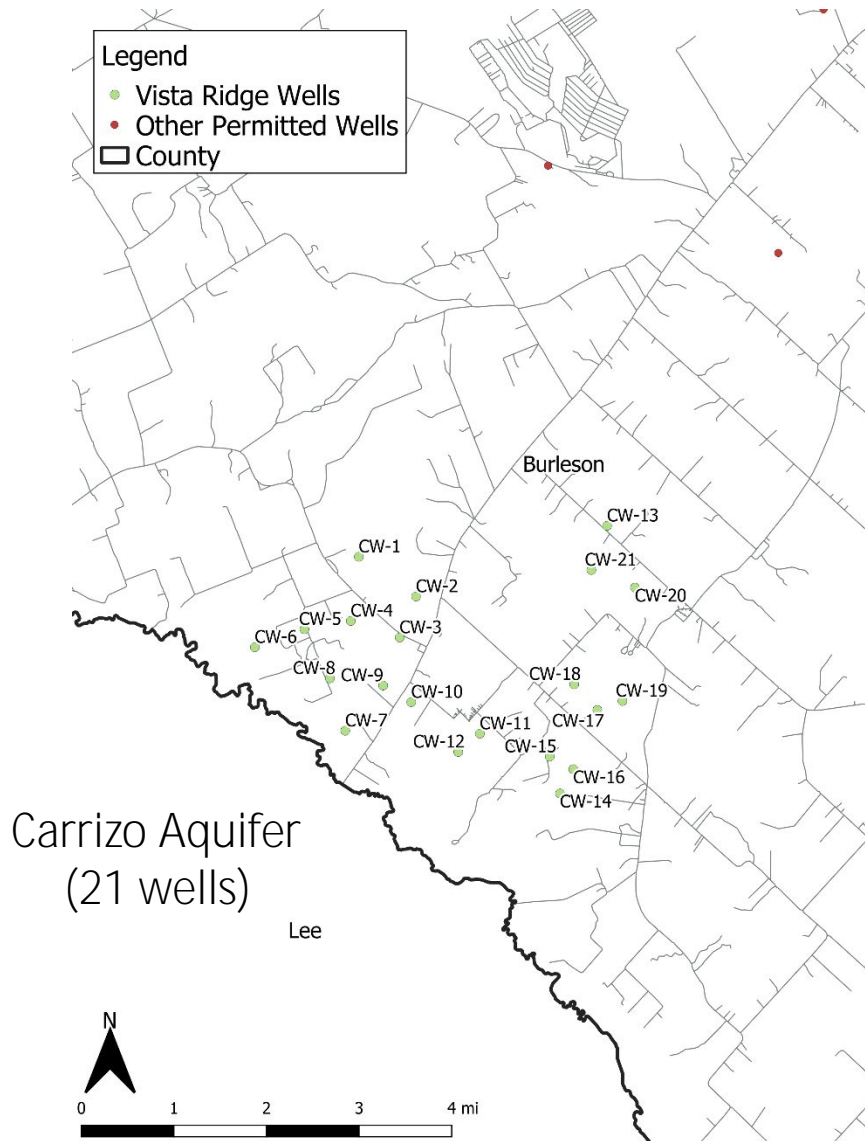 Legend
Vista Ridge Wells
Other Permitted Wells
County
Burleson
CW-13
CW-1
CW-21
CW-2
CW-20
CW-5
CW-4
CW-6
CW-3
CW-8
CW-9
CW-18
CW-10
CW-19
CW-7
CW-17
CW-11
CW-12
CW-15
CW-16
CW-14
Carrizo Aquifer
(21 wells)
Lee
N
0 1 2 3 4 mi